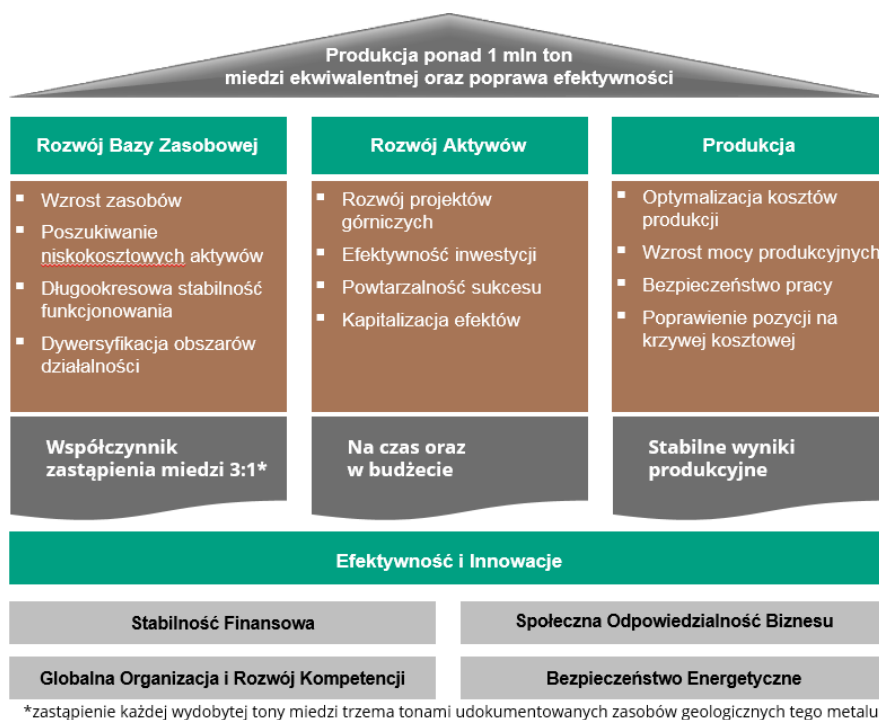 Produkcja ponad 1 mln ton
miedzi ekwiwalentnej oraz poprawa efektywności
Rozwój Bazy Zasobowej
Wzrost zasobów
Poszukiwanie
niskokosztowych aktywów
Długookresowa stabilność
funkcjonowania
Dywersyfikacja obszarów
działalności
Współczynnik
zastąpienia miedzi 3:1*
Rozwój Aktywów
Rozwój projektów
górniczych
Efektywność inwestycji
Powtarzalność sukcesu
Kapitalizacja efektów
Na czas oraz
w budżecie
Produkcja
Optymalizacja kosztów
produkcji
Wzrost mocy produkcyjnych
Bezpieczeństwo pracy
Poprawienie pozycji na
krzywej kosztowej
Stabilne wyniki
produkcyjne
Efektywność i Innowacje
Stabilność Finansowa
Społeczna Odpowiedzialność Biznesu
Globalna Organizacja i Rozwój Kompetencji
Bezpieczeństwo Energetyczne
*zastąpienie każdej wydobytej tony miedzi trzema tonami udokumentowanych zasobów geologicznych tego metalu